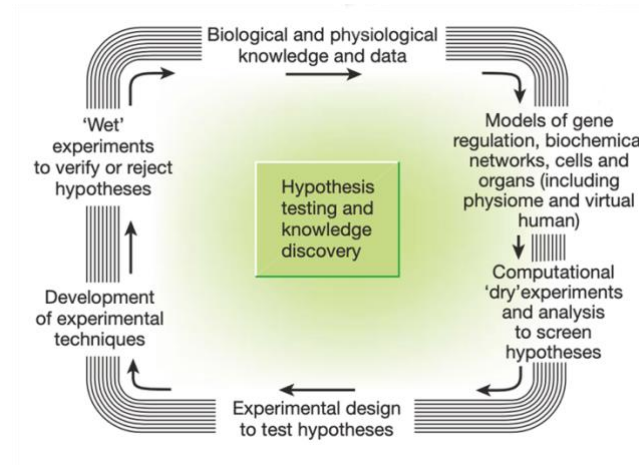 Biological and physiological
knowledge and data
Models of gene
regulation, biochemica
networks, cells and
organs (including
physiome and virtual
human)
Computational
‘dry’experiments
and analysis
to screen
hypotheses
Experimental design
to test hypotheses
Development
of experimental
techniques
‘Wet’
experiments
to verify or reject
hypotheses
Hypothesis
testing and
knowledge
discovery